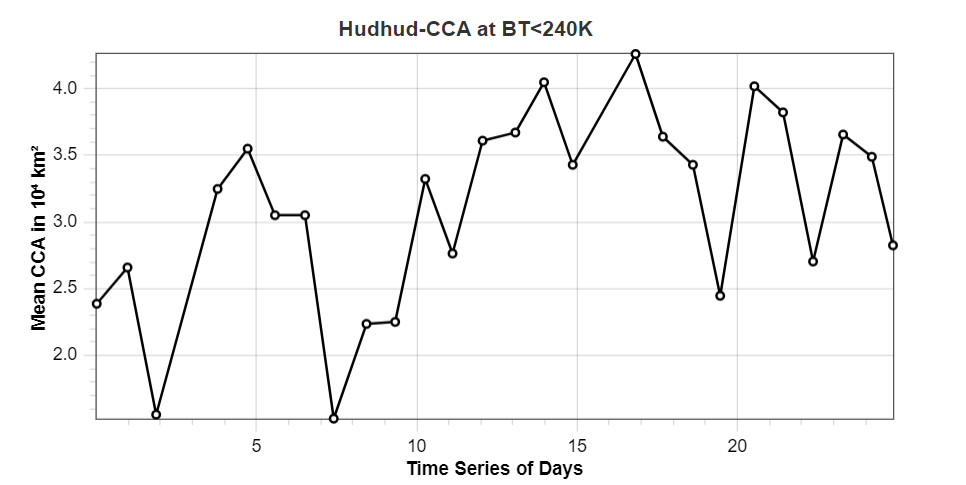 Hudhud-CCA at BT<240K
Mean CCA in 10⁴ km²
4.0
3.5
3.0
2.5
2.0
5 10 15 20
Time Series of Days